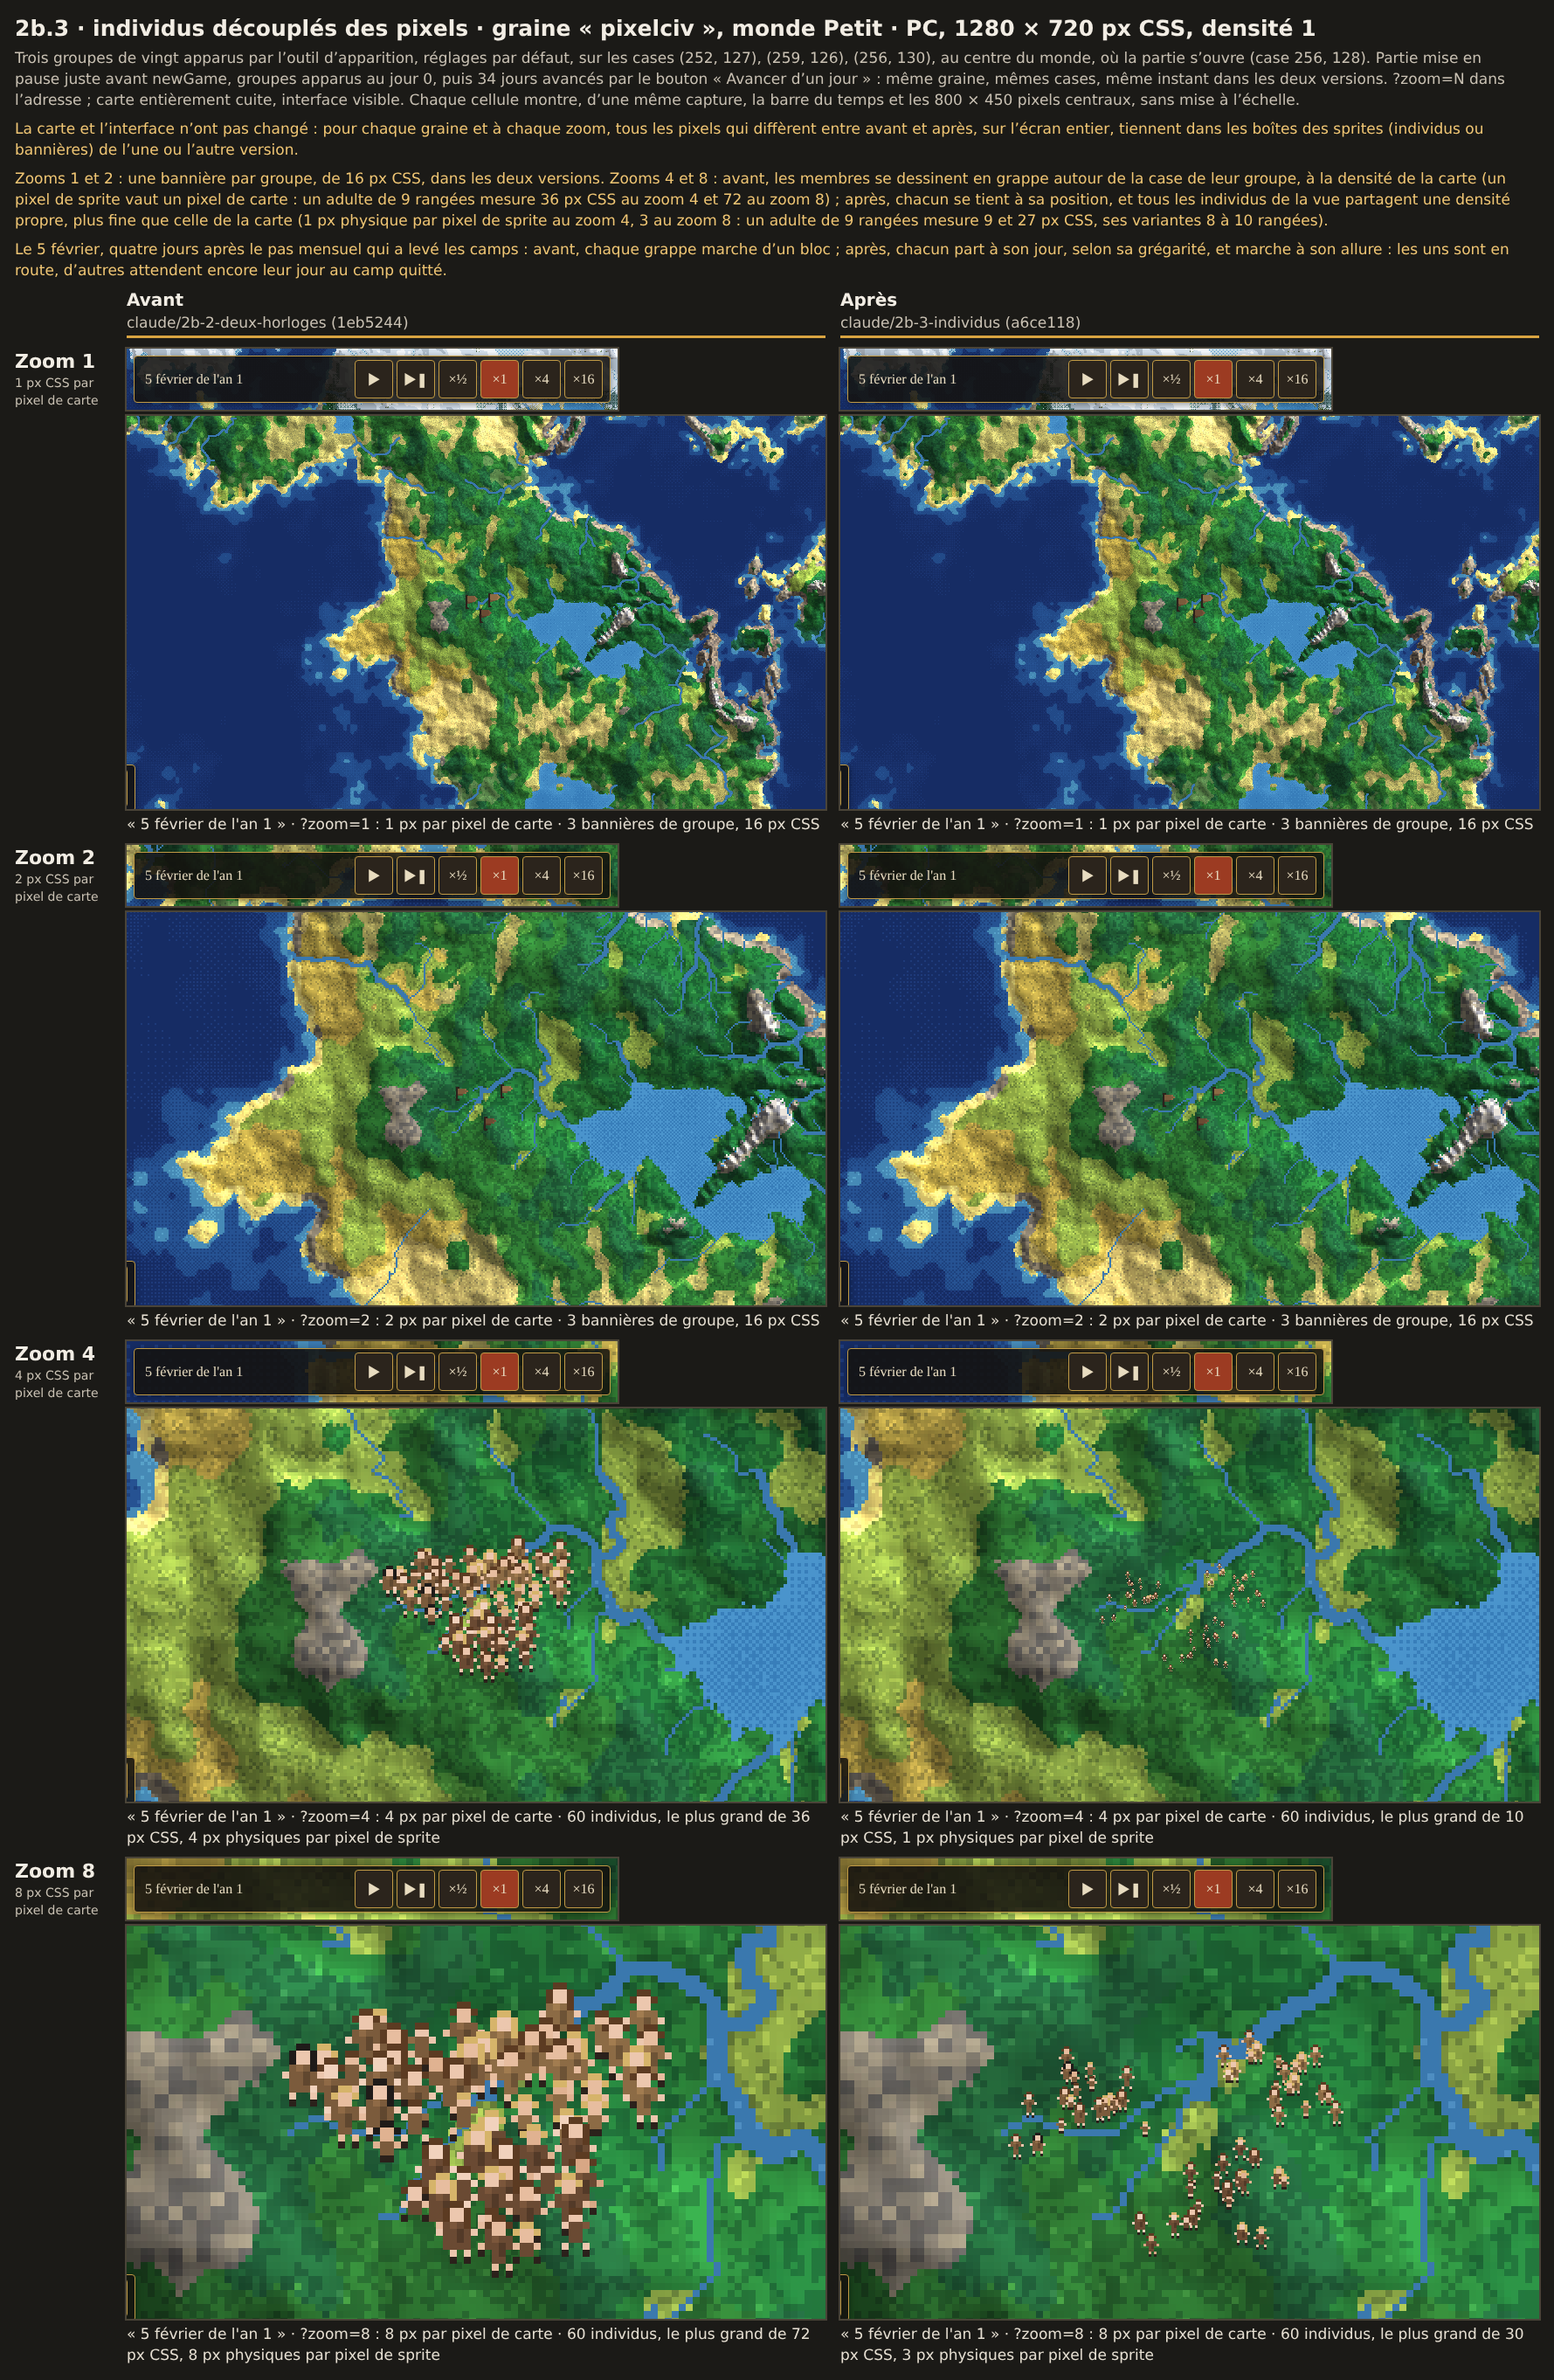 2b.3 · individus découplés des pixels · graine « pixelciv », monde Petit · PC, 1280 × 720 px CSS, densité 1
Trois groupes de vingt apparus par l’outil d’apparition, réglages par défaut, sur les cases (252, 127), (259, 126), (256, 130), au centre du monde, où la partie s’ouvre (case 256, 128). Partie mise en
pause juste avant newGame, groupes apparus au jour 0, puis 34 jours avancés par le bouton « Avancer d’un jour » : même graine, mêmes cases, même instant dans les deux versions. ?zoom=N dans
l’adresse ; carte entièrement cuite, interface visible. Chaque cellule montre, d’une même capture, la barre du temps et les 800 × 450 pixels centraux, sans mise à l’échelle.
La carte et l’interface n’ont pas changé : pour chaque graine et à chaque zoom, tous les pixels qui diffèrent entre avant et après, sur l’écran entier, tiennent dans les boîtes des sprites (individus ou
bannières) de l’une ou l’autre version.
Zooms 1 et 2 : une bannière par groupe, de 16 px CSS, dans les deux versions. Zooms 4 et 8 : avant, les membres se dessinent en grappe autour de la case de leur groupe, à la densité de la carte (un
pixel de sprite vaut un pixel de carte : un adulte de 9 rangées mesure 36 px CSS au zoom 4 et 72 au zoom 8) ; après, chacun se tient à sa position, et tous les individus de la vue partagent une densité
propre, plus fine que celle de la carte (1 px physique par pixel de sprite au zoom 4, 3 au zoom 8 : un adulte de 9 rangées mesure 9 et 27 px CSS, ses variantes 8 à 10 rangées).
Le 5 février, quatre jours après le pas mensuel qui a levé les camps : avant, chaque grappe marche d’un bloc ; après, chacun part à son jour, selon sa grégarité, et marche à son allure : les uns sont en
route, d’autres attendent encore leur jour au camp quitté.
Avant
claude/2b-2-deux-horloges (1eb5244)
Après
claude/2b-3-individus (a6ce118)
Zoom 1
1 px CSS par
pixel de carte
5 février de l'an 1 ×½ ×1 ×4 ×16
5 février de l'an 1 ×½ ×1 ×4 ×16
« 5 février de l'an 1 » · ?zoom=1 : 1 px par pixel de carte · 3 bannières de groupe, 16 px CSS
« 5 février de l'an 1 » · ?zoom=1 : 1 px par pixel de carte · 3 bannières de groupe, 16 px CSS
Zoom 2
2 px CSS par
pixel de carte
5 février de l'an 1 ×½ ×1 ×4 ×16
5 février de l'an 1 ×½ ×1 ×4 ×16
« 5 février de l'an 1 » · ?zoom=2 : 2 px par pixel de carte · 3 bannières de groupe, 16 px CSS
« 5 février de l'an 1 » · ?zoom=2 : 2 px par pixel de carte · 3 bannières de groupe, 16 px CSS
Zoom 4
4 px CSS par
pixel de carte
5 février de l'an 1 ×½ ×1 ×4 ×16
5 février de l'an 1 ×½ ×1 ×4 ×16
« 5 février de l'an 1 » · ?zoom=4 : 4 px par pixel de carte · 60 individus, le plus grand de 36
px CSS, 4 px physiques par pixel de sprite
« 5 février de l'an 1 » · ?zoom=4 : 4 px par pixel de carte · 60 individus, le plus grand de 10
px CSS, 1 px physiques par pixel de sprite
Zoom 8
8 px CSS par
pixel de carte
5 février de l'an 1 ×½ ×1 ×4 ×16
5 février de l'an 1 ×½ ×1 ×4 ×16
« 5 février de l'an 1 » · ?zoom=8 : 8 px par pixel de carte · 60 individus, le plus grand de 72
px CSS, 8 px physiques par pixel de sprite
« 5 février de l'an 1 » · ?zoom=8 : 8 px par pixel de carte · 60 individus, le plus grand de 30
px CSS, 3 px physiques par pixel de sprite